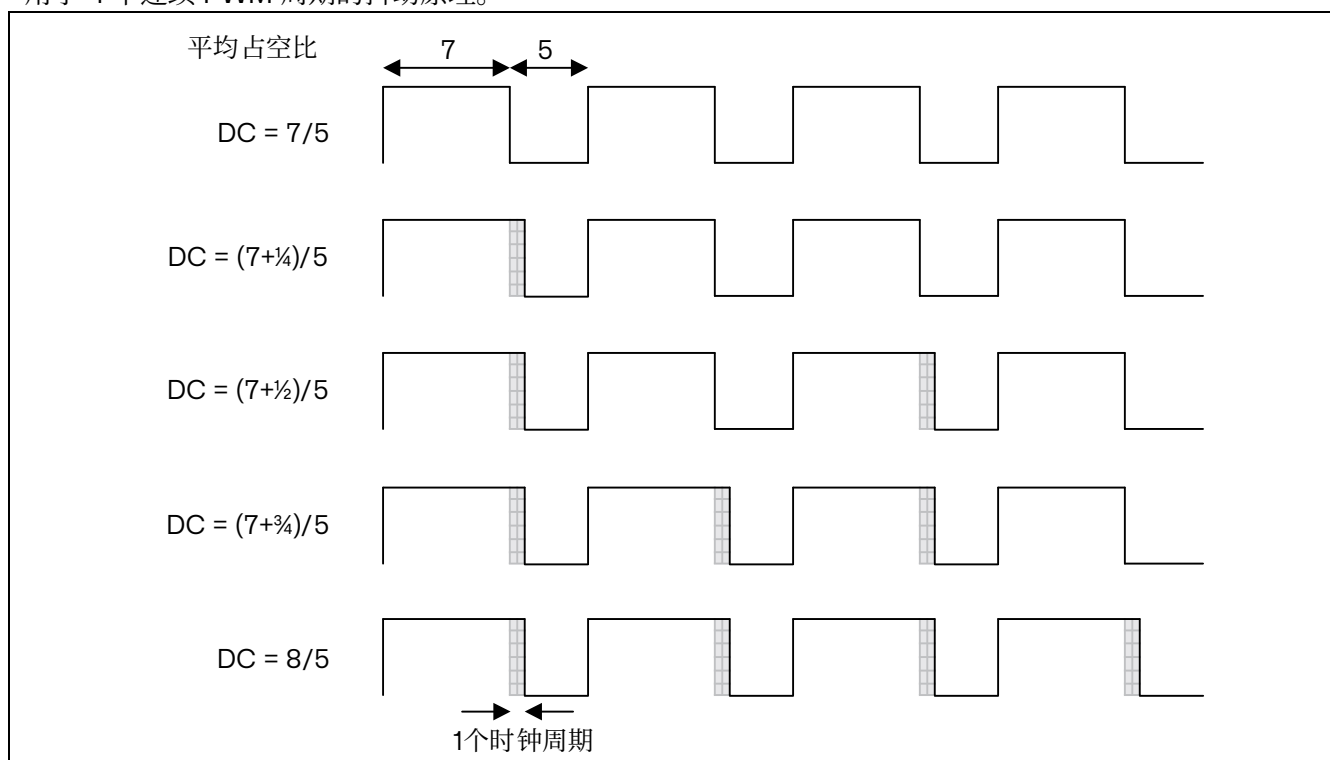 平均占空比
7
5
DC = 7/5
DC = (7+¼)/5
DC = (7+½)/5
DC = (7+¾)/5
DC = 8/5
1个时钟周期